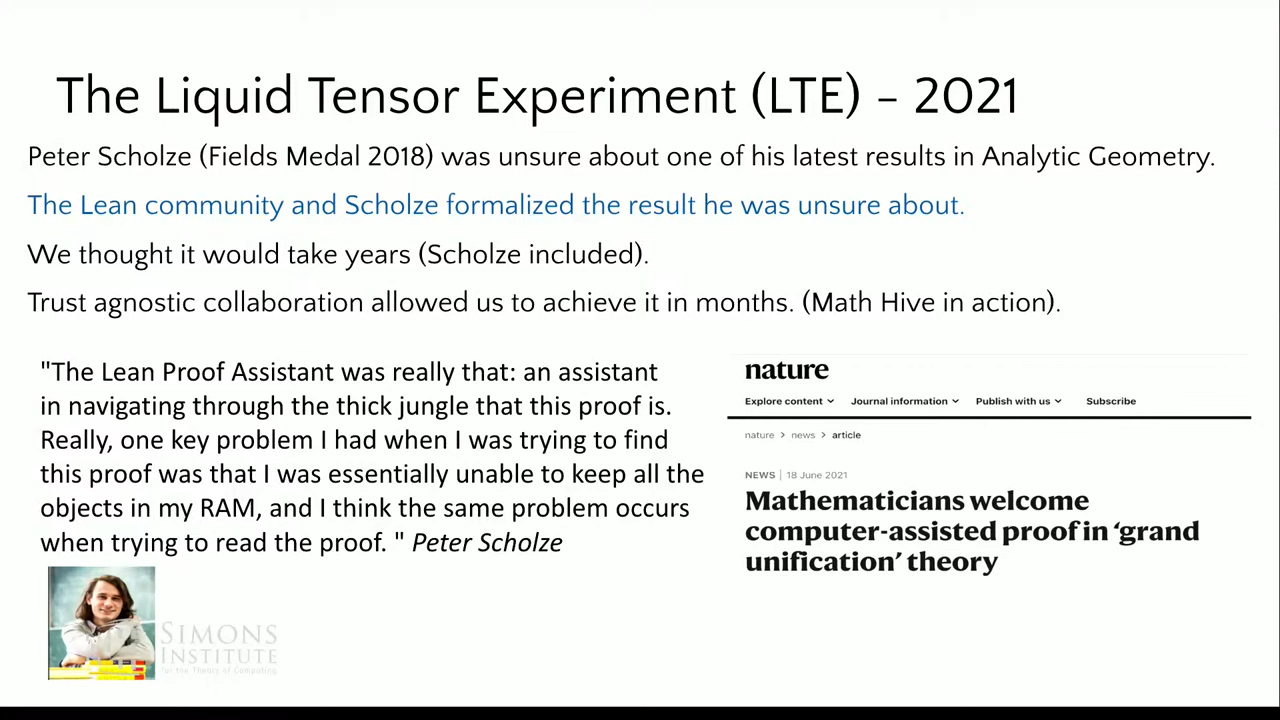 The Liquid Tensor Experiment (LTE) – 2021
Peter Scholze (Fields Medal 2018) was unsure about one of his latest results in Analytic Geometry.
The Lean community and Scholze formalized the result he was unsure about.
We thought it would take years (Scholze included).
Trust agnostic collaboration allowed us to achieve it in months. (Math Hive in action).
"The Lean Proof Assistant was really that: an assistant
in navigating through the thick jungle that this proof is.
Really, one key problem I had when I was trying to find
this proof was that I was essentially unable to keep all the
objects in my RAM, and I think the same problem occurs
when trying to read the proof. " Peter Scholze
nature
Explore content Journal information Publish with us Subscribe
nature > news > article
NEWS | 18 June 2021
Mathematicians welcome
computer-assisted proof in ‘grand
unification’ theory
SIMONS
INSTITUTE
for the Theory of Computing